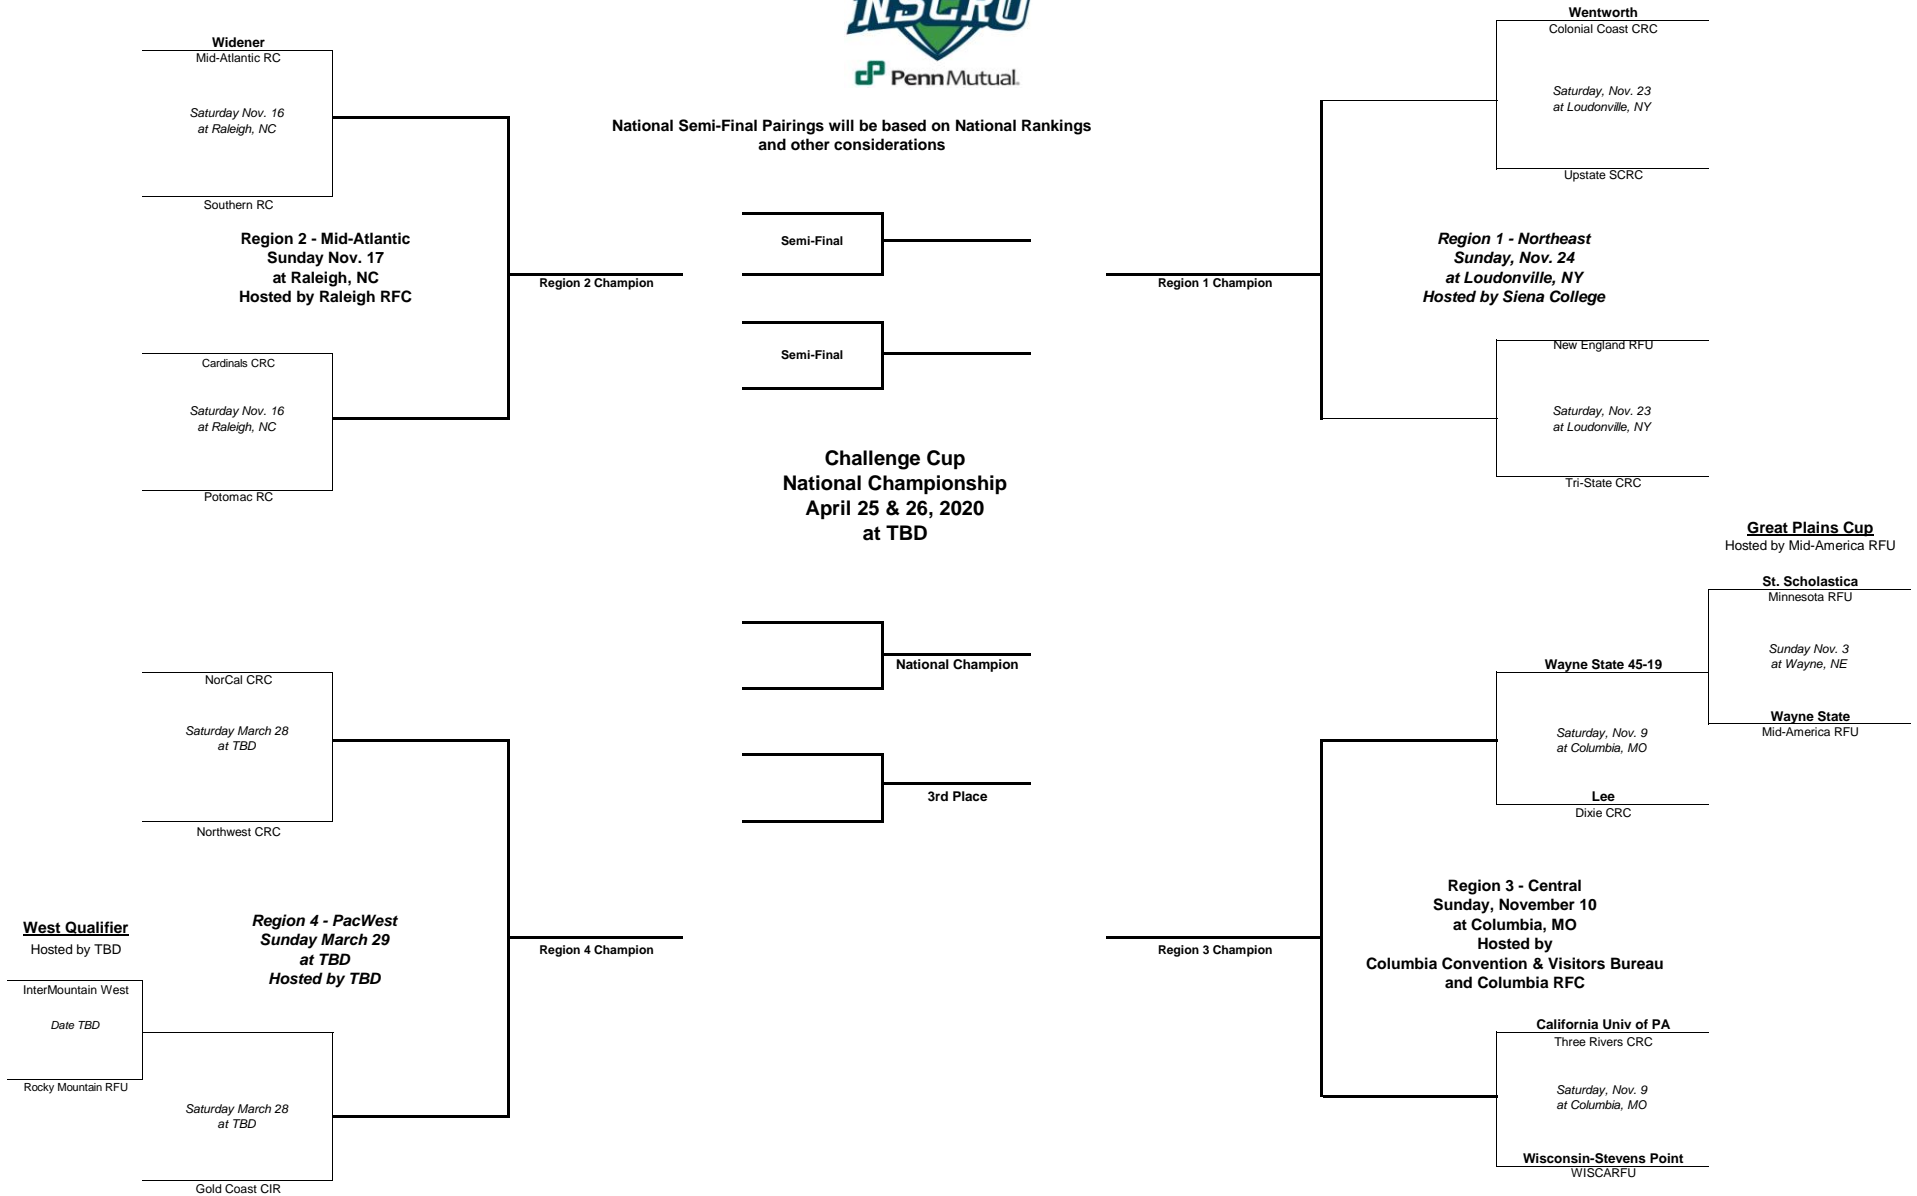 NSCRU
PennMutual.
National Semi-Final Pairings will be based on National Rankings
and other considerations
Widener
Mid-Atlantic RC
Saturday Nov. 16
at Raleigh, NC
Southern RC
Region 2 - Mid-Atlantic
Sunday Nov. 17
at Raleigh, NC
Hosted by Raleigh RFC
Region 2 Champion
Cardinals CRC
Saturday Nov. 16
at Raleigh, NC
Potomac RC
Semi-Final
Semi-Final
Challenge Cup
National Championship
April 25 & 26, 2020
at TBD
National Champion
3rd Place
Wentworth
Colonial Coast CRC
Saturday, Nov. 23
at Loudonville, NY
Upstate SCRC
Region 1 - Northeast
Sunday, Nov. 24
at Loudonville, NY
Hosted by Siena College
Region 1 Champion
New England RFU
Saturday, Nov. 23
at Loudonville, NY
Tri-State CRC
Great Plains Cup
Hosted by Mid-America RFU
St. Scholastica
Minnesota RFU
Sunday Nov. 3
at Wayne, NE
Wayne State
Mid-America RFU
Wayne State 45-19
Saturday, Nov. 9
at Columbia, MO
Lee
Dixie CRC
Region 3 - Central
Sunday, November 10
at Columbia, MO
Hosted by
Columbia Convention & Visitors Bureau
and Columbia RFC
Region 3 Champion
California Univ of PA
Three Rivers CRC
Saturday, Nov. 9
at Columbia, MO
Wisconsin-Stevens Point
WISCARFU
NorCal CRC
Saturday March 28
at TBD
Northwest CRC
Region 4 - PacWest
Sunday March 29
at TBD
Hosted by TBD
Region 4 Champion
West Qualifier
Hosted by TBD
InterMountain West
Date TBD
Rocky Mountain RFU
Saturday March 28
at TBD
Gold Coast CIR